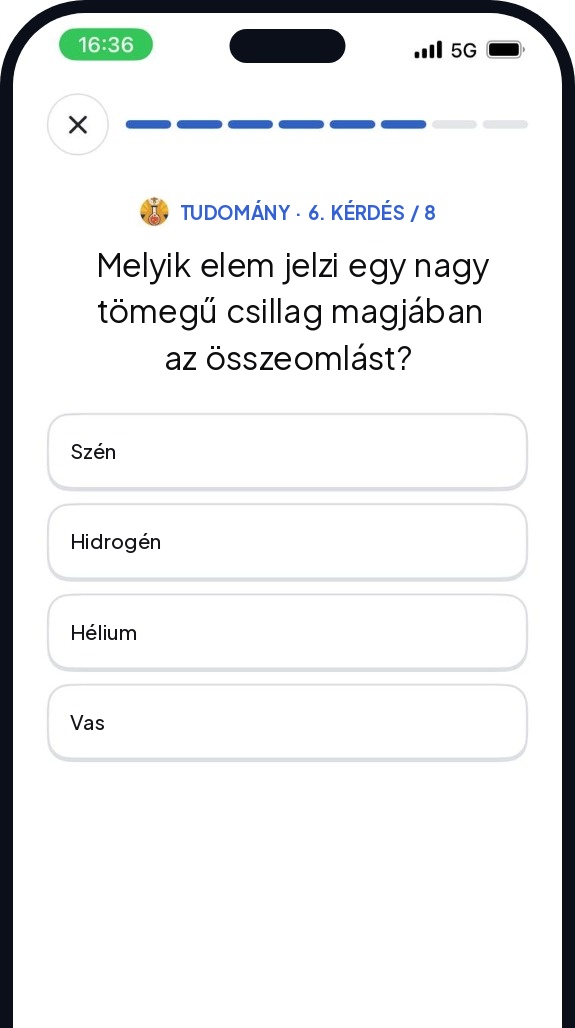 16:36
5G
TUDOMÁNY · 6. KÉRDÉS / 8
Melyik elem jelzi egy nagy
tömegű csillag magjában
az összeomlást?
Szén
Hidrogén
Hélium
Vas